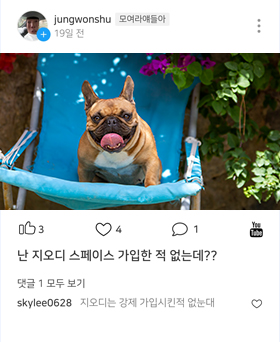 jungwonshu 모여라얘들아
19일 전
3 4 1 You Tube
난 지오디 스페이스 가입한 적 없는데??
댓글 1 모두 보기
skylee0628 지오디는 강제 가입시킨적 없눈대